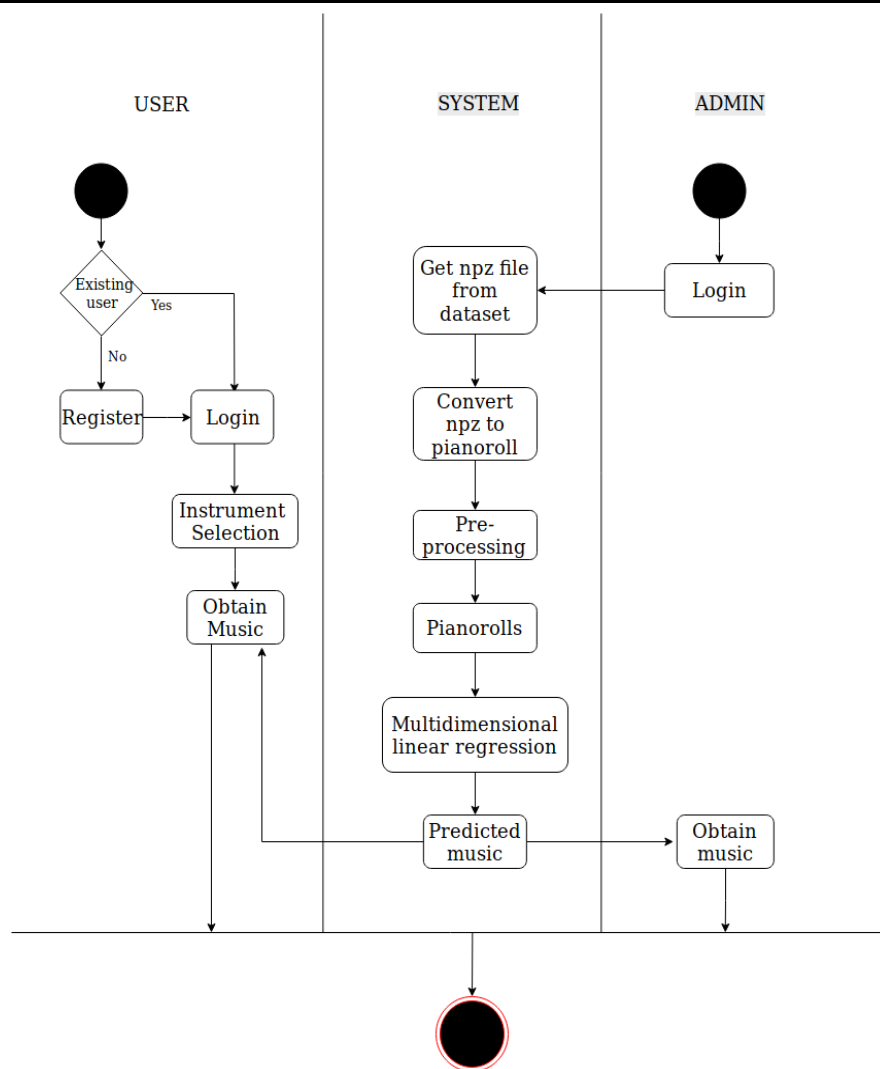 USER
SYSTEM
ADMIN
Existing
user
Yes
No
Register
Login
Instrument
Selection
Obtain
Music
Get npz file
from
dataset
Convert
npz to
pianoroll
Pre-
processing
Pianorolls
Multidimensional
linear regression
Predicted
music
Login
Obtain
music